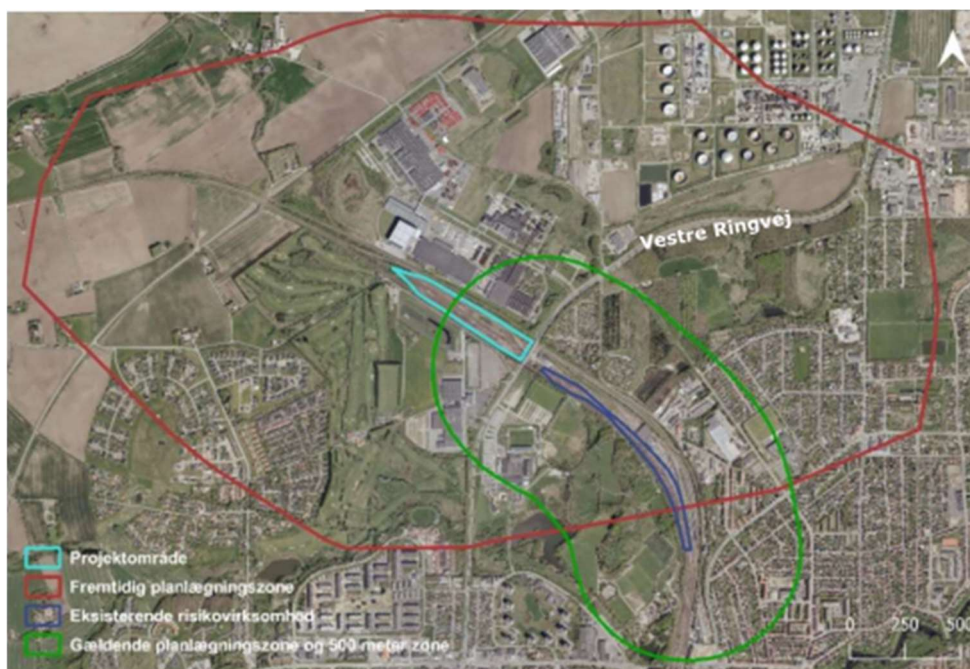 Vestre Ringvej
Projektområde
Fremtidig planlægningszone
Eksisterende risikovirksomhed
Gældende planlægningszone og 500 meter zone
0 250 500